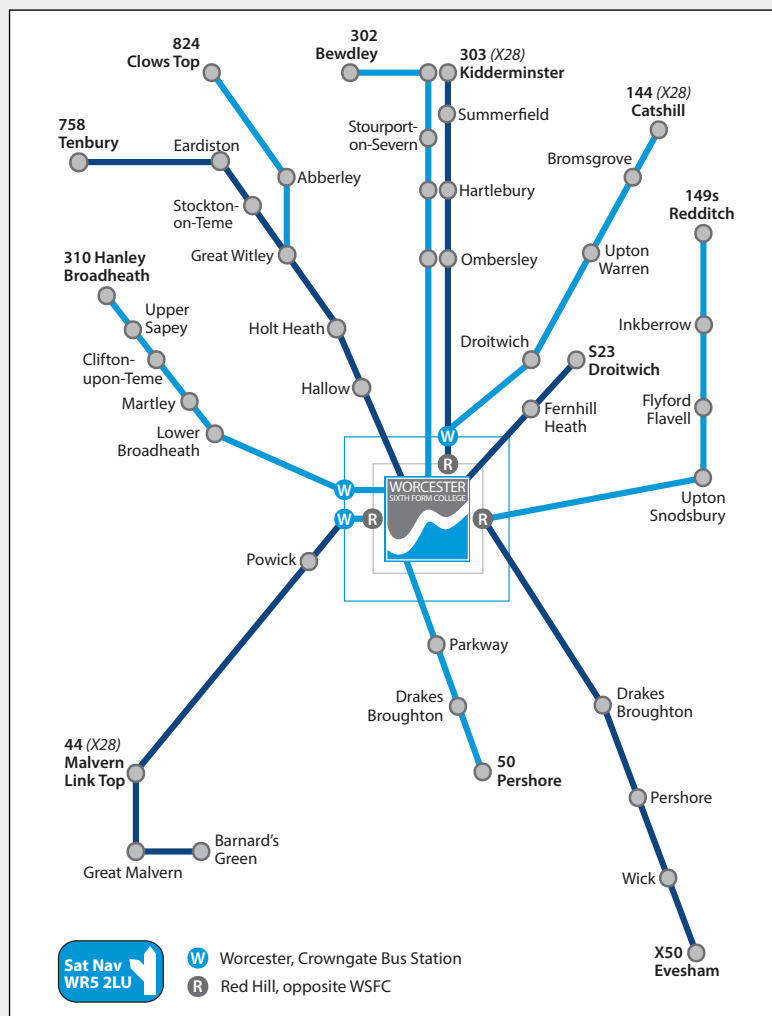 824
Clows Top
302
Bewdley
303 (X28)
Kidderminster
144 (X28)
Catshill
758
Tenbury
Eardiston
Abberley
Stockton-
on-Teme
Great Witley
Summerfield
Stourport-
on-Severn
Hartlebury
Ombersley
Bromsgrove
149s
Redditch
Upton
Warren
310 Hanley
Broadheath
Upper
Sapey
Clifton-
upon-Teme
Martley
Lower
Broadheath
Holt Heath
Hallow
Droitwich
S23
Droitwich
Fernhill
Heath
Inkberrow
Flyford
Flavell
Upton
Snodsbury
W
R
W
W
R
R
WORCESTER
SIXTH FORM COLLEGE
Powick
Parkway
Drakes
Broughton
50
Pershore
Drakes
Broughton
Pershore
Wick
X50
Evesham
44 (X28)
Malvern
Link Top
Barnard's
Green
Great Malvern
Sat Nav
WR5 2LU
W Worcester, Crowngate Bus Station
R Red Hill, opposite WSFC